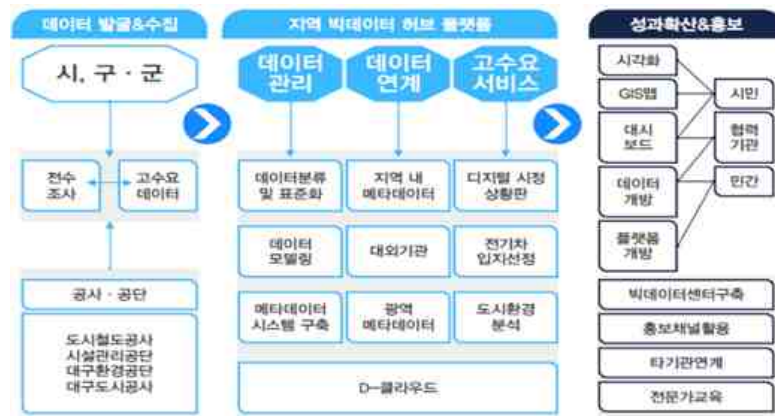 데이터 발굴&수집
시, 구 · 군
전수
조사
고수요
데이터
공사 · 공단
도시철도공사
시설관리공단
대구환경공단
대구도시공사
지역 빅데이터 허브 플랫폼
데이터
관리
데이터
연계
고수요
서비스
데이터분류
및 표준화
지역 내
메타데이터
디지털 시정
상황판
데이터
모델링
대외기관
전기차
입지선정
메타데이터
시스템 구축
광역
메타데이터
도시환경
분석
D-클라우드
성과확산&홍보
시각화
GIS맵
대시
보드
데이터
개방
플랫폼
개방
시민
협력
기관
민간
빅데이터센터구축
홍보채널활용
타기관연계
전문가교육